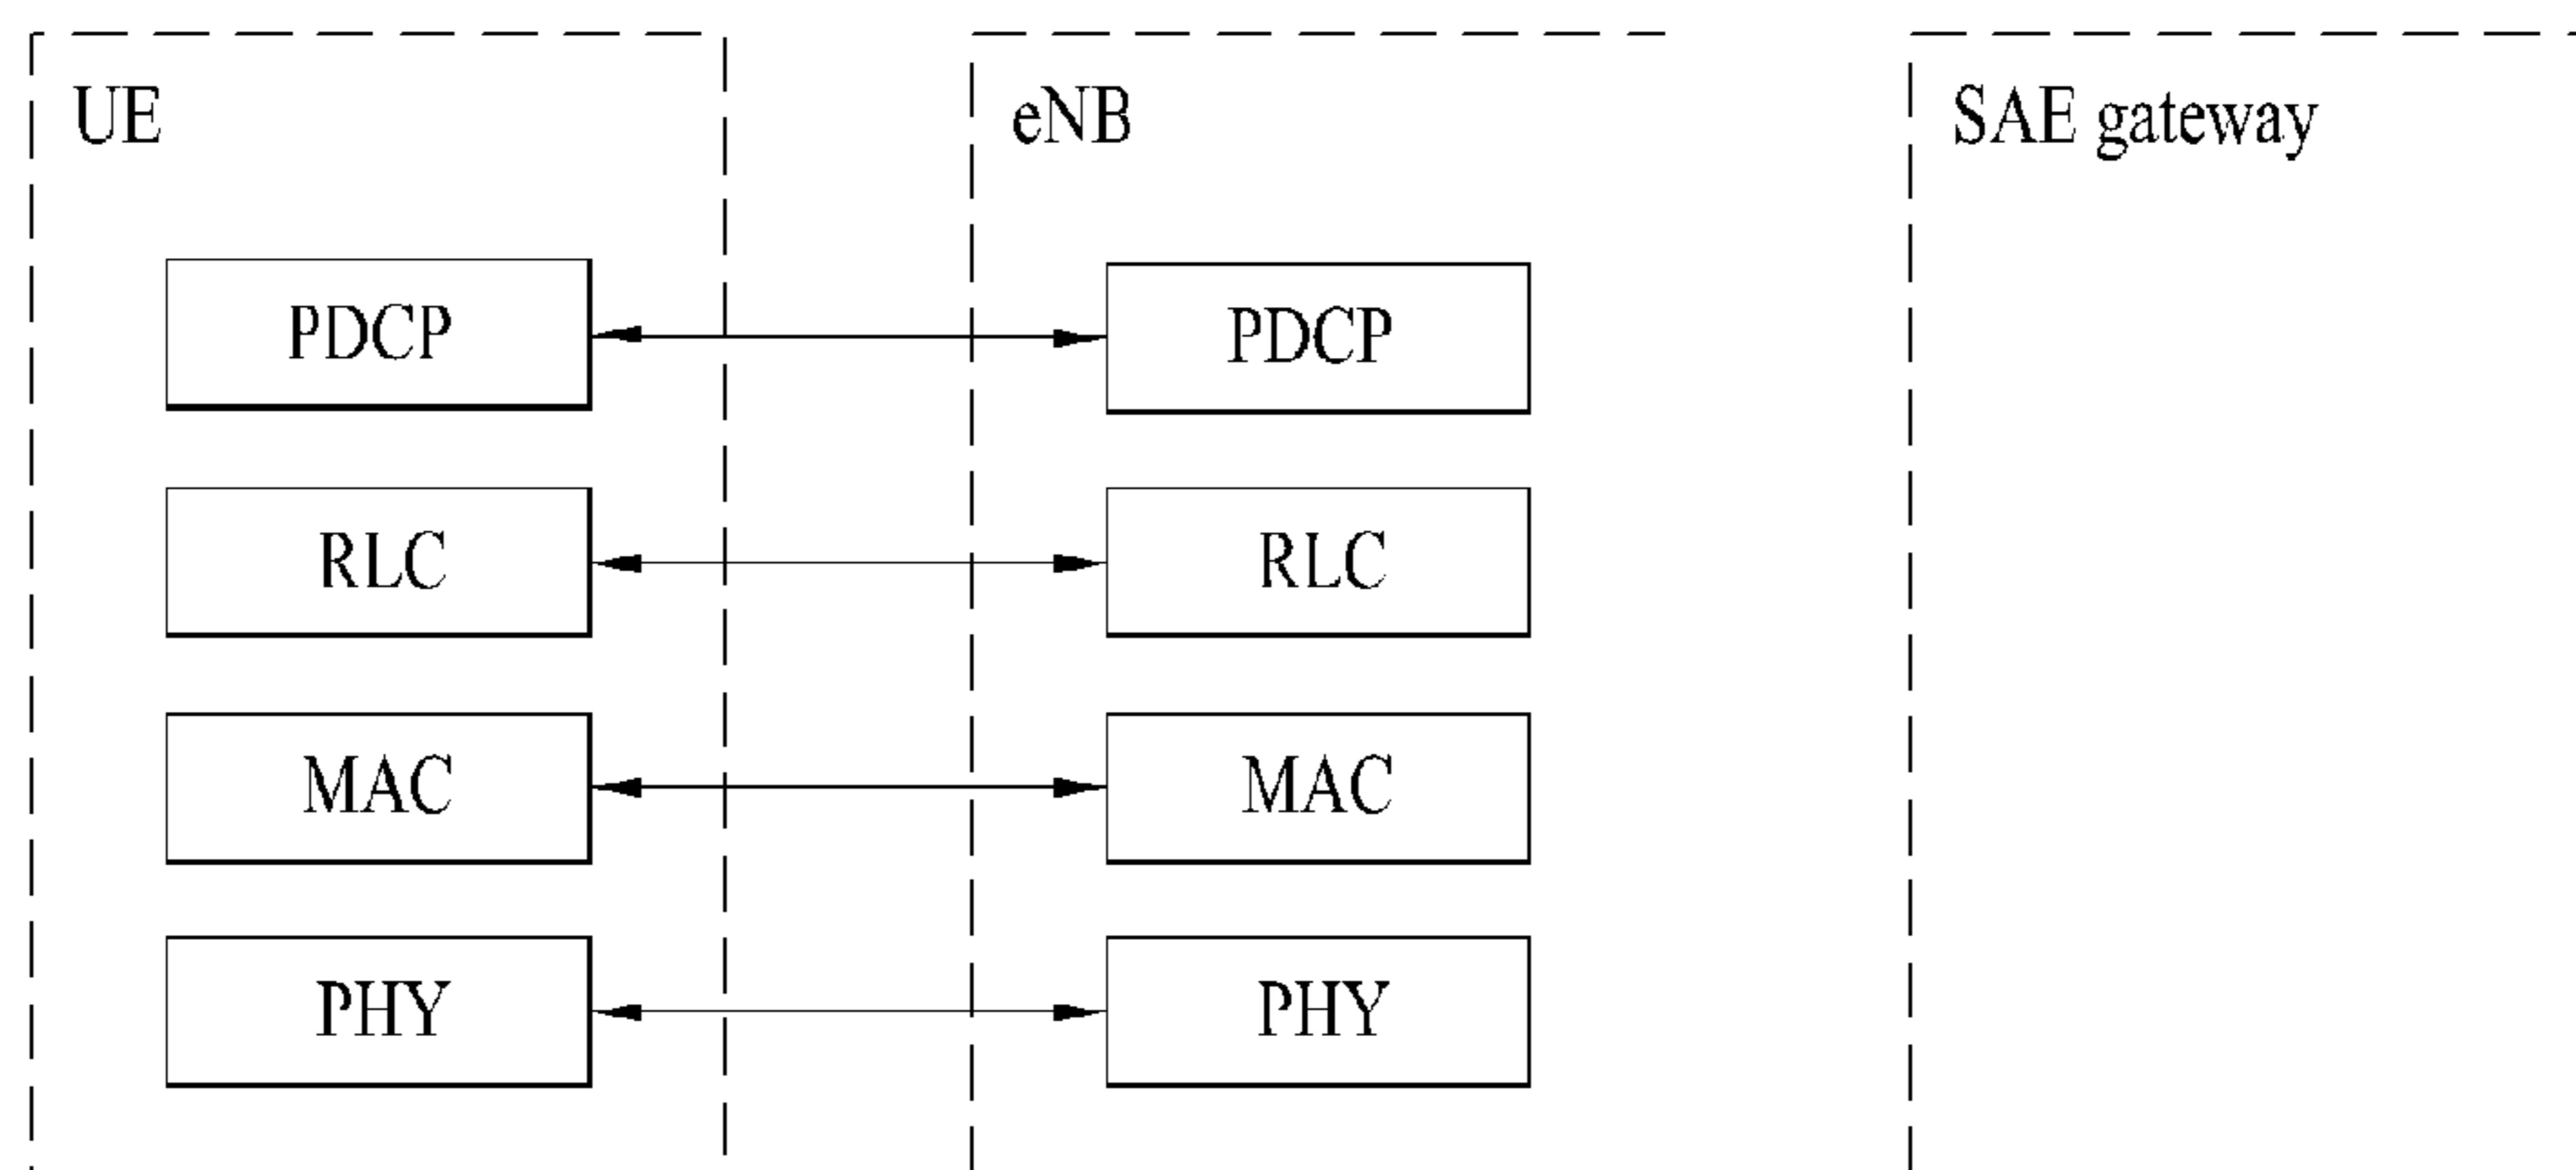 UE
eNB
SAE gateway
PDCP
PDCP
RLC
RLC
MAC
MAC
PHY
PHY